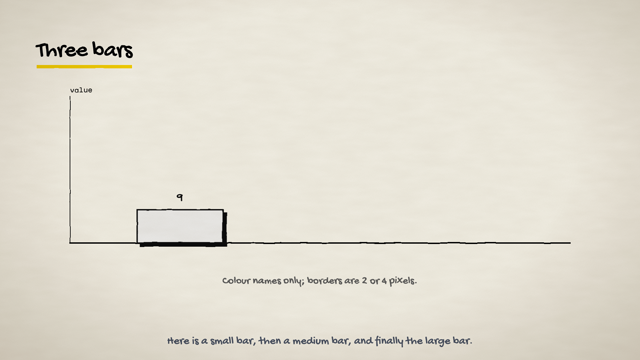 Three bars
value
9
Colour names only; borders are 2 or 4 pixels.
Here is a small bar, then a medium bar, and finally the large bar.